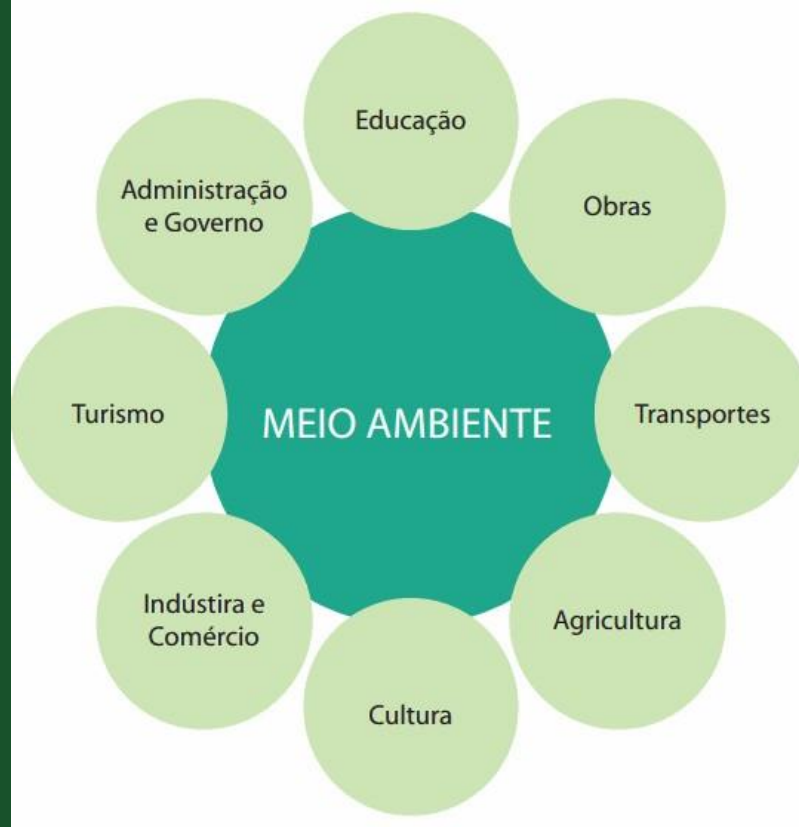 Educação
Obras
Administração
e Governo
Turismo
MEIO AMBIENTE
Transportes
Indústira e
Comércio
Agricultura
Cultura